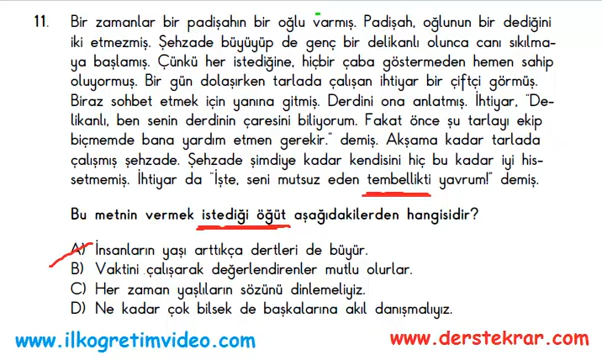 11. Bir zamanlar bir padişahın bir oğlu varmış. Padişah, oğlunun bir dediğini
iki etmezmiş. Şehzade büyüyüp de genç bir delikanlı olunca canı sıkılma-
ya başlamış. Çünkü her istediğine, hiçbir çaba göstermeden hemen sahip
oluyormuş. Bir gün dolaşırken tarlada çalışan ihtiyar bir çiftçi görmüş.
Biraz sohbet etmek için yanına gitmiş. Derdini ona anlatmış. İhtiyar, "De-
likanlı, ben senin derdinin çaresini biliyorum. Fakat önce şu tarlayı ekip
biçmemde bana yardım etmen gerekir." demiş. Akşama kadar tarlada
çalışmış şehzade. Şehzade şimdiye kadar kendisini hiç bu kadar iyi his-
setmemiş. İhtiyar da "İşte, seni mutsuz eden tembellikti yavrum!" demiş.
Bu metnin vermek istediği öğüt aşağıdakilerden hangisidir?
A) İnsanların yaşı arttıkça dertleri de büyür.
B) Vaktini çalışarak değerlendirenler mutlu olurlar.
C) Her zaman yaşlıların sözünü dinlemeliyiz.
D) Ne kadar çok bilsek de başkalarına akıl danışmalıyız.
www.ilkogretimvideo.com www.derstekrar.com